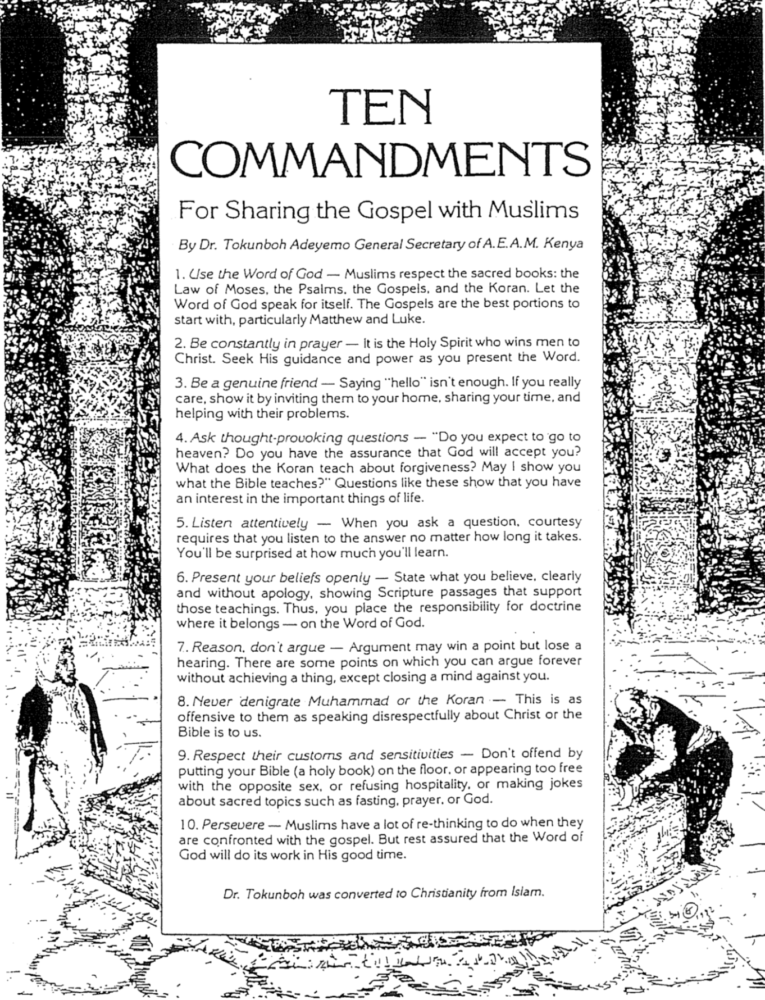 TEN
COMMANDMENTS
For Sharing the Gospel with Muslims
By Dr. Tokunboh Adeyemo General Secretary of A.E.A.M. Kenya
1. Use the Word of God — Muslims respect the sacred books: the
Law of Moses, the Psalms, the Gospels, and the Koran. Let the
Word of God speak for itself. The Gospels are the best portions to
start with, particularly Matthew and Luke.
2. Be constantly in prayer — It is the Holy Spirit who wins men to
Christ. Seek His guidance and power as you present the Word.
3. Be a genuine friend — Saying "hello" isn't enough. If you really
care, show it by inviting them to your home, sharing your time, and
helping with their problems.
4. Ask thought-provoking questions — "Do you expect to go to
heaven? Do you have the assurance that God will accept you?
What does the Koran teach about forgiveness? May I show you
what the Bible teaches?" Questions like these show that you have
an interest in the important things of life.
5. Listen attentively — When you ask a question, courtesy
requires that you listen to the answer no matter how long it takes.
You'll be surprised at how much you'll learn.
6. Present your beliefs openly — State what you believe, clearly
and without apology, showing Scripture passages that support
those teachings. Thus, you place the responsibility for doctrine
where it belongs — on the Word of God.
7. Reason, don't argue — Argument may win a point but lose a
hearing. There are some points on which you can argue forever
without achieving a thing, except closing a mind against you.
8. Never denigrate Muhammad or the Koran — This is as
offensive to them as speaking disrespectfully about Christ or the
Bible is to us.
9. Respect their customs and sensitivities — Don't offend by
putting your Bible (a holy book) on the floor, or appearing too free
with the opposite sex, or refusing hospitality, or making jokes
about sacred topics such as fasting, prayer, or God.
10. Persevere — Muslims have a lot of re-thinking to do when they
are confronted with the gospel. But rest assured that the Word of
God will do its work in His good time.
Dr. Tokunboh was converted to Christianity from Islam.